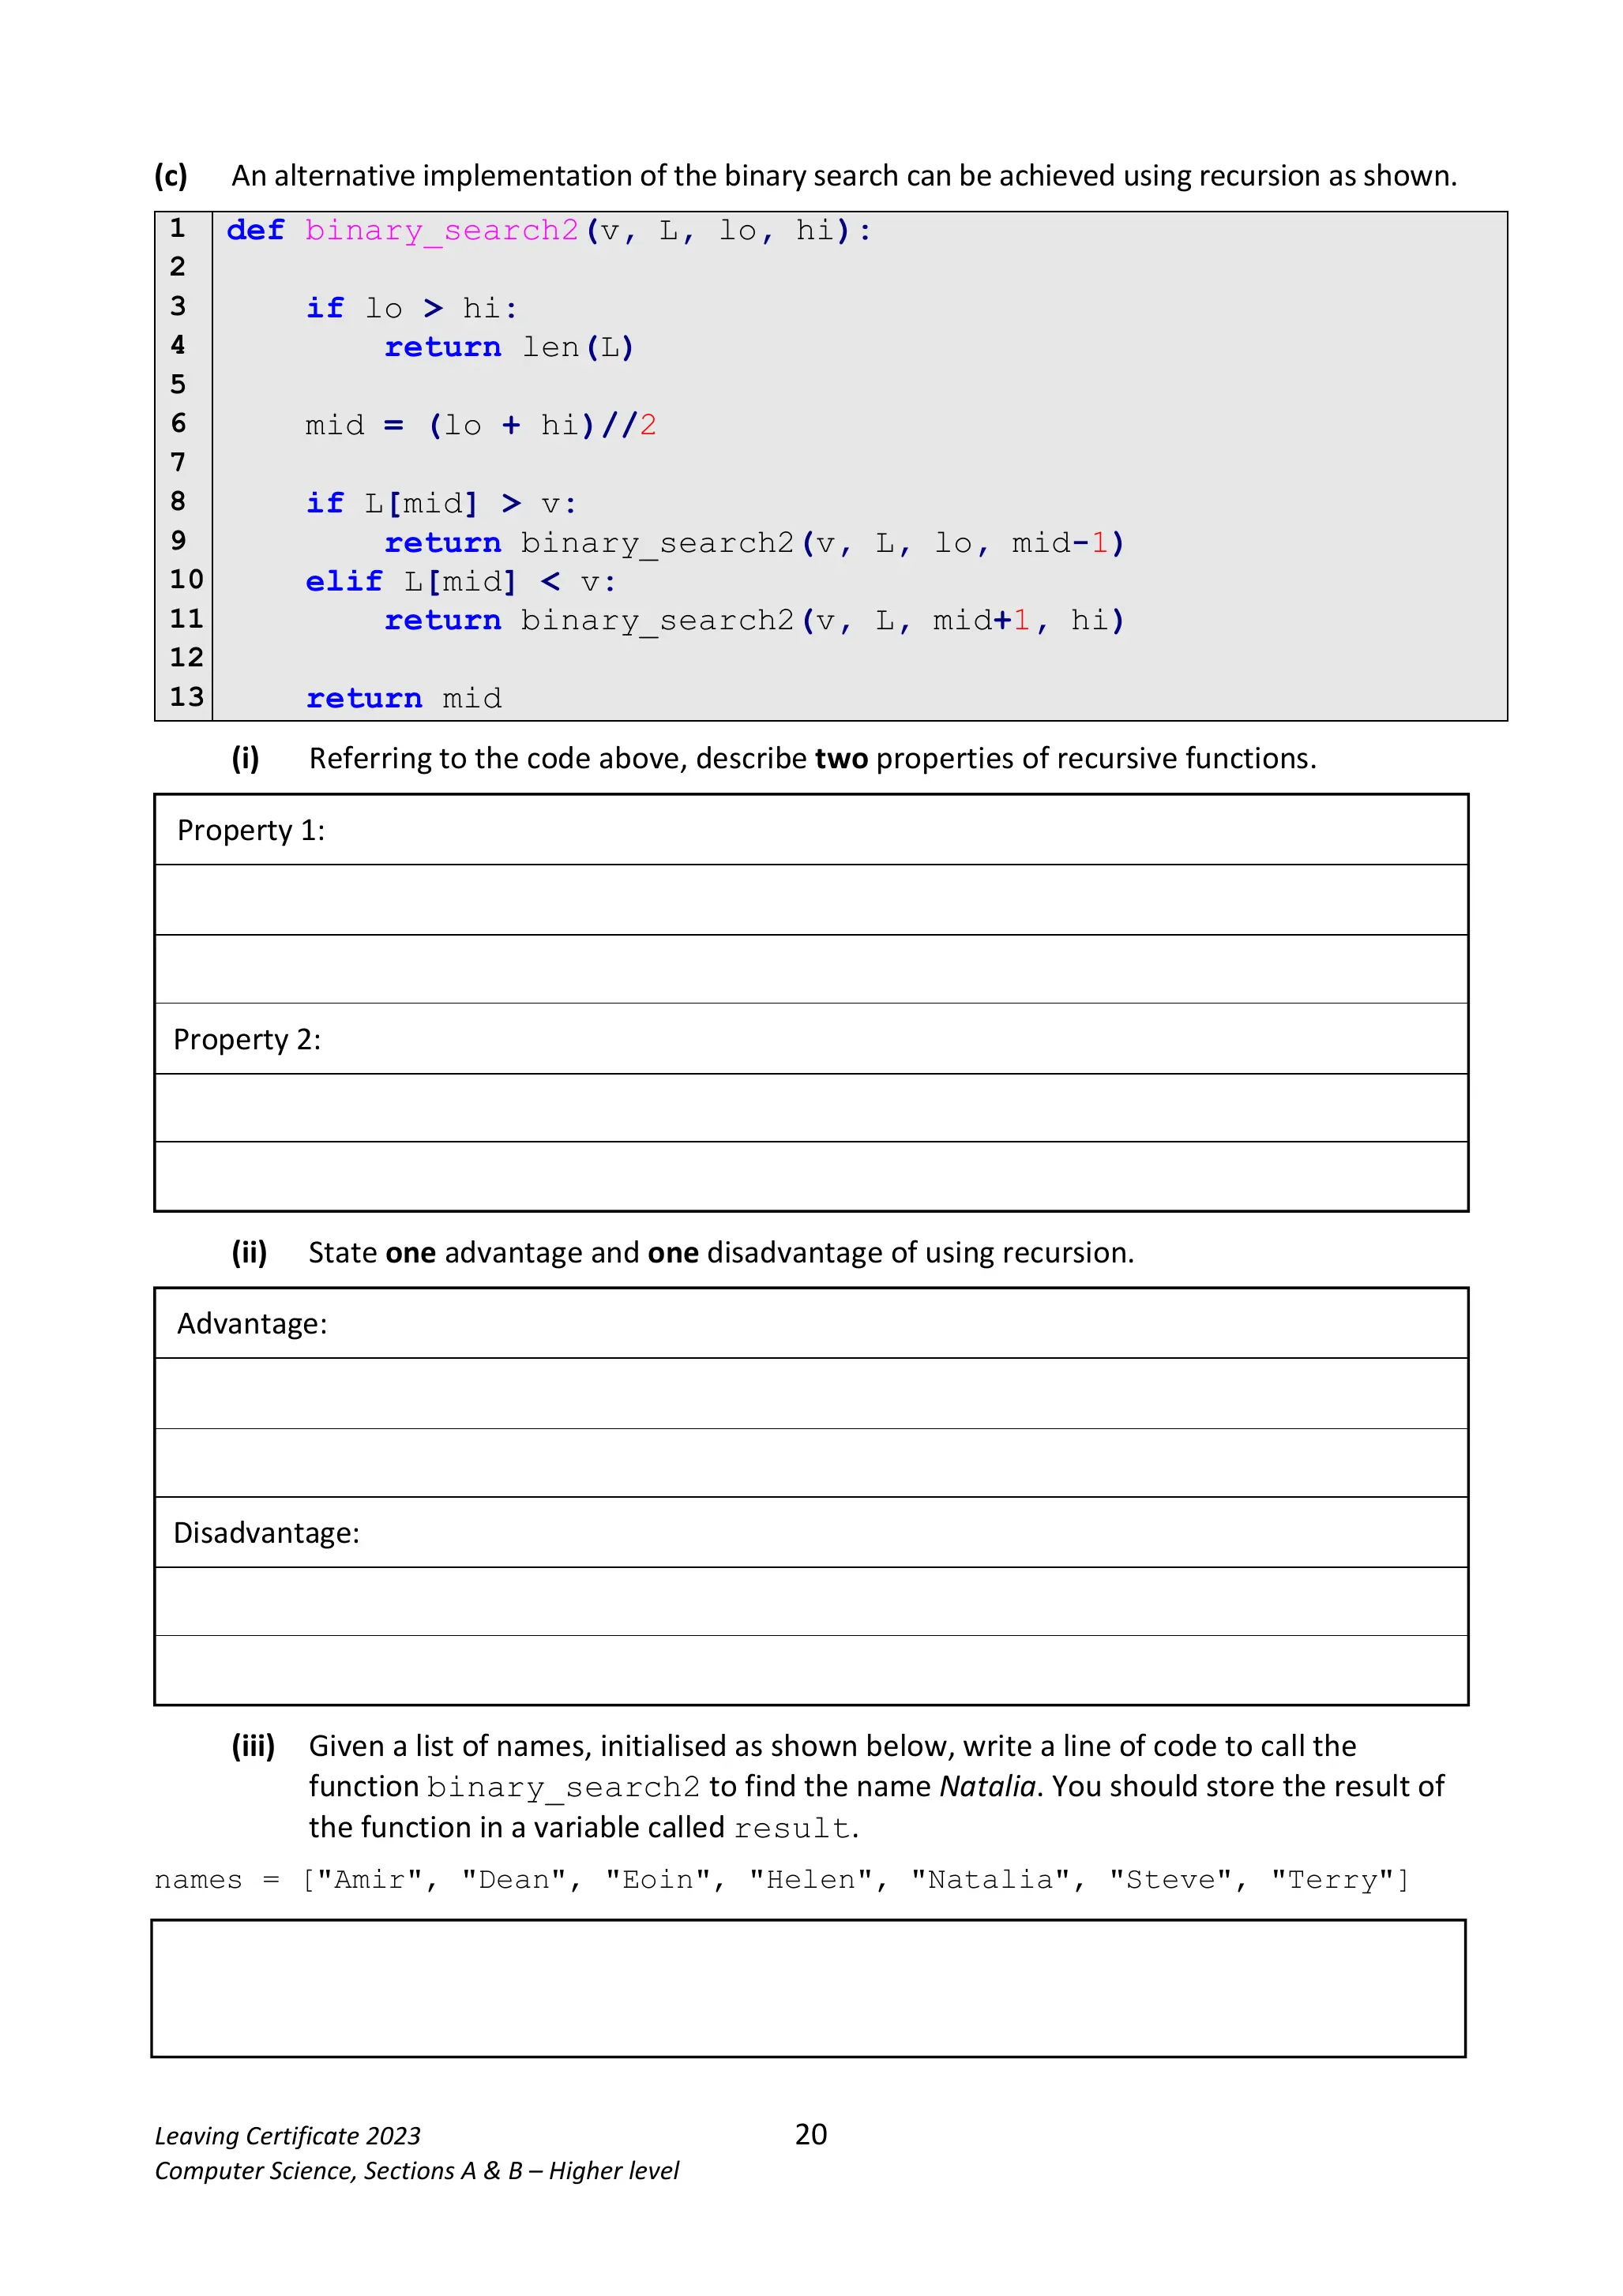 (c) An alternative implementation of the binary search can be achieved using recursion as shown.
1 def binary_search2(v, L, lo, hi):
2
3     if lo > hi:
4         return len(L)
5
6     mid = (lo + hi)//2
7
8     if L[mid] > v:
9         return binary_search2(v, L, lo, mid-1)
10     elif L[mid] < v:
11         return binary_search2(v, L, mid+1, hi)
12
13     return mid
(i) Referring to the code above, describe two properties of recursive functions.
Property 1:
Property 2:
(ii) State one advantage and one disadvantage of using recursion.
Advantage:
Disadvantage:
(iii) Given a list of names, initialised as shown below, write a line of code to call the
function binary_search2 to find the name Natalia. You should store the result of
the function in a variable called result.
names = ["Amir", "Dean", "Eoin", "Helen", "Natalia", "Steve", "Terry"]
Leaving Certificate 2023 20
Computer Science, Sections A & B – Higher level